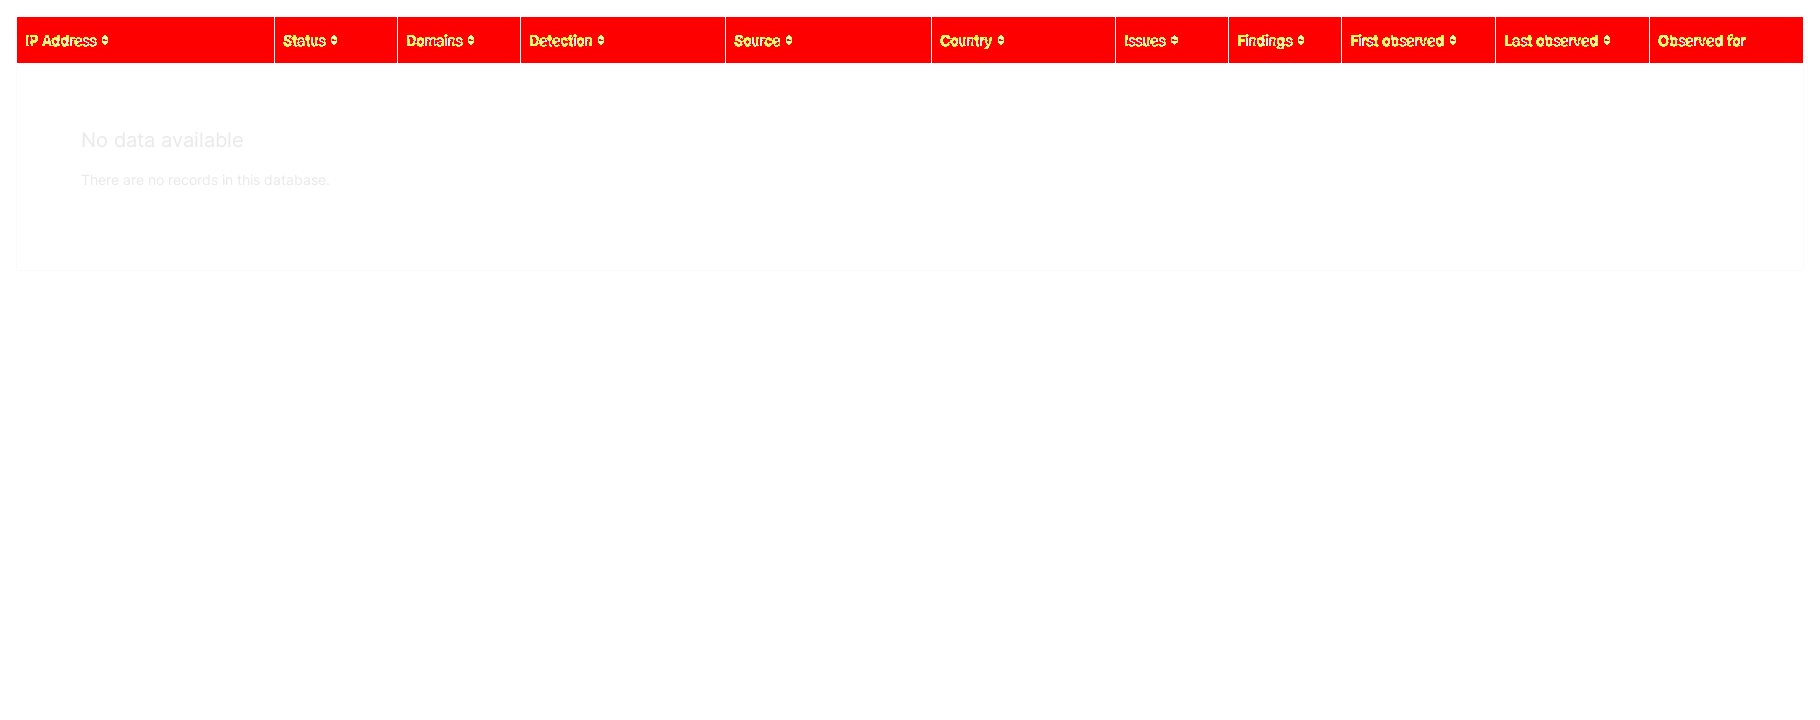 IP Address Status Domains Detection Source Country Issues Findings First observed Last observed Observed for
No data available
There are no records in this database.